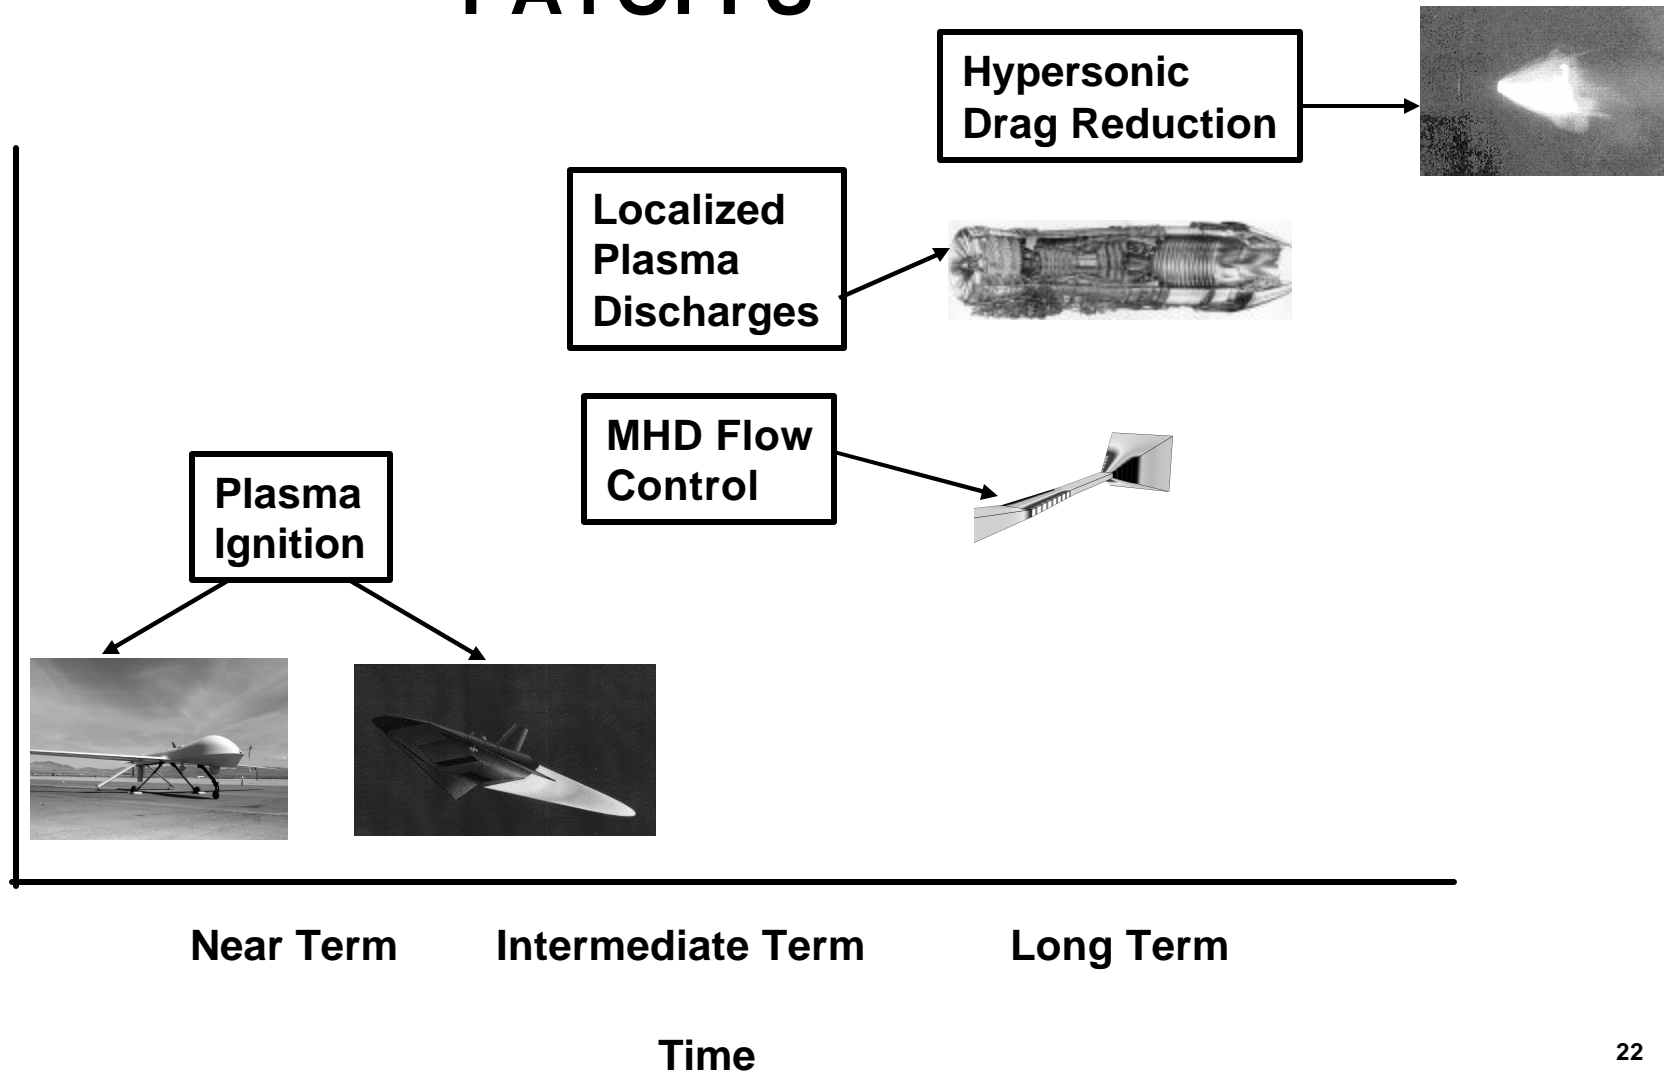 PAYOFFS
Hypersonic
Drag Reduction
Localized
Plasma
Discharges
MHD Flow
Control
Plasma
Ignition
Near Term
Intermediate Term
Long Term
Time
22